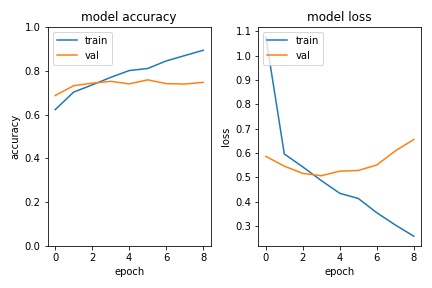 model accuracy
1.0
0.8
0.6
0.4
0.2
0.0
accuracy
train
val
0 2 4 6 8
epoch
model loss
1.1
1.0
0.9
0.8
0.7
0.6
0.5
0.4
0.3
loss
train
val
0 2 4 6 8
epoch